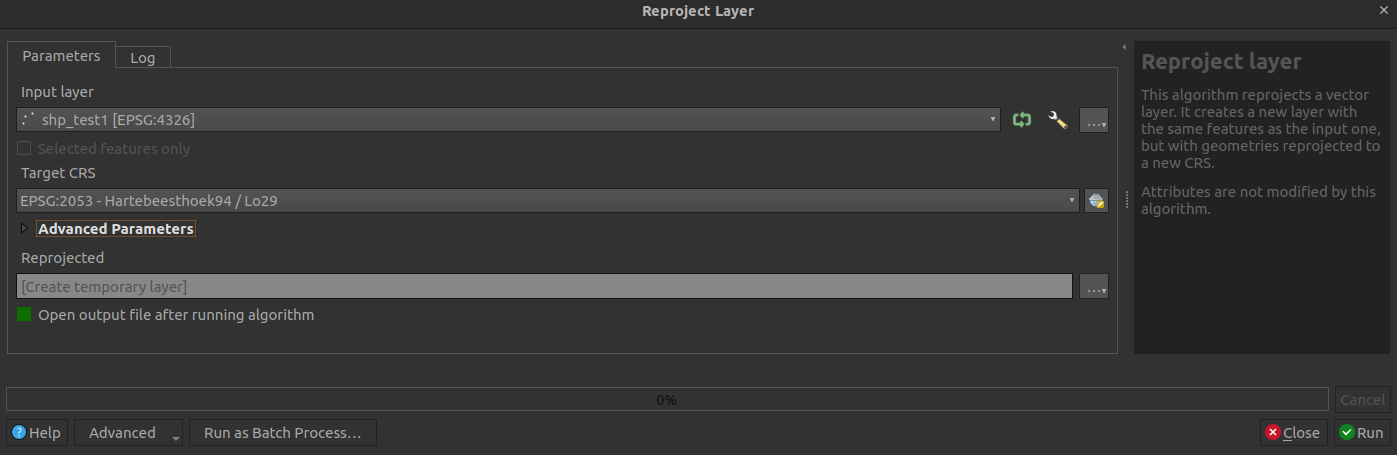 Reproject Layer
Parameters
Log
Input layer
shp_test1 [EPSG:4326]
...
Selected features only
Target CRS
EPSG:2053 - Hartebeesthoek94 / Lo29
Advanced Parameters
Reprojected
[Create temporary layer]
...
Open output file after running algorithm
Reproject layer
This algorithm reprojects a vector
layer. It creates a new layer with
the same features as the input one,
but with geometries reprojected to
a new CRS.
Attributes are not modified by this
algorithm.
0%
Cancel
Help
Advanced
Run as Batch Process...
Close
Run